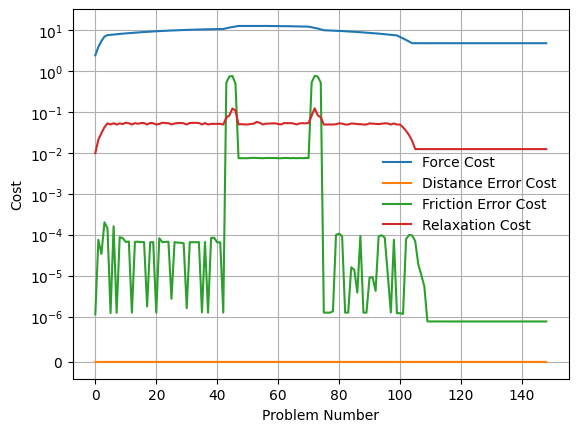 10¹
10⁰
10⁻¹
10⁻²
10⁻³
10⁻⁴
10⁻⁵
10⁻⁶
0
Cost
Force Cost
Distance Error Cost
Friction Error Cost
Relaxation Cost
0 20 40 60 80 100 120 140
Problem Number